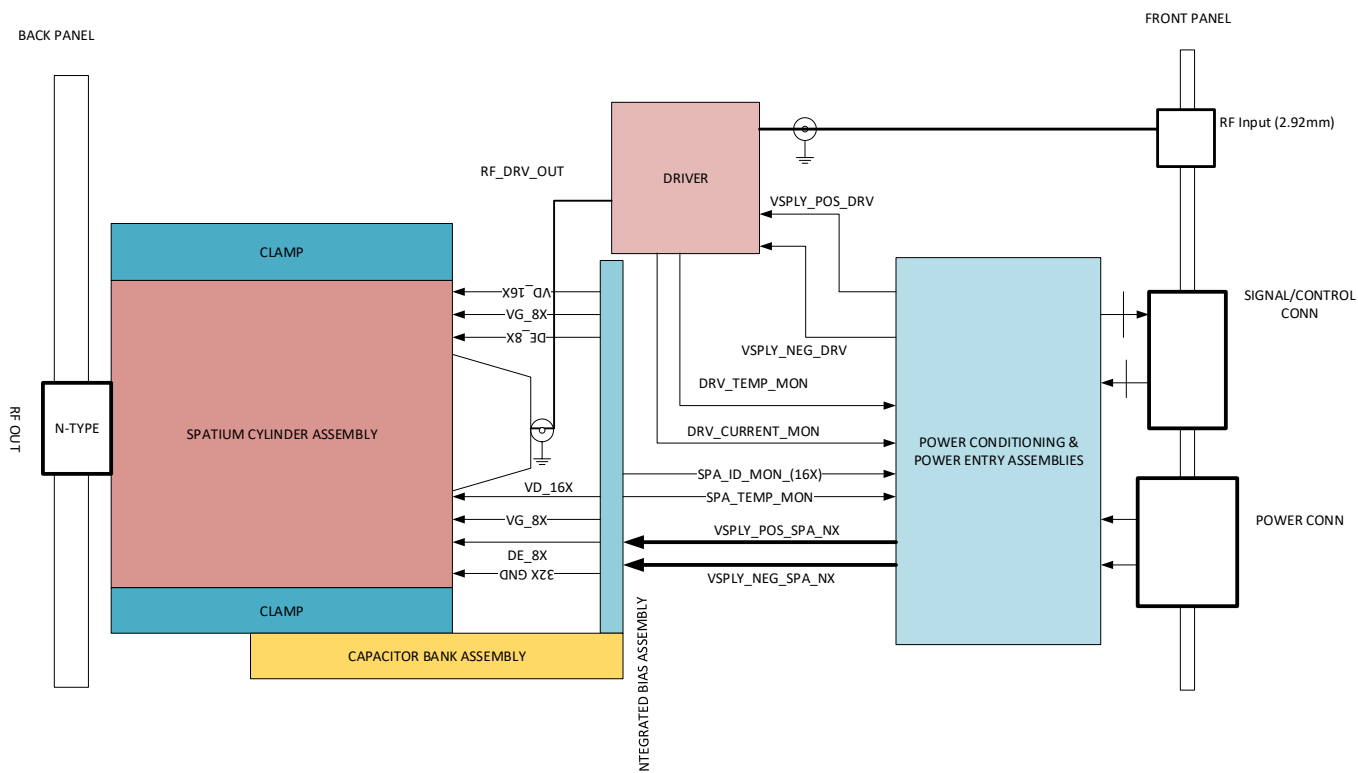 FRONT PANEL
BACK PANEL
RF Input (2.92mm)
RF_DRV_OUT
DRIVER
VSPLY_POS_DRV
CLAMP
VD_16X
SIGNAL/CONTROL
CONN
VG_8X
DE_8X
VSPLY_NEG_DRV
DRV_TEMP_MON
RF OUT
N-TYPE
SPATIUM CYLINDER ASSEMBLY
DRV_CURRENT_MON
POWER CONDITIONING &
POWER ENTRY ASSEMBLIES
SPA_ID_MON_(16X)
VD_16X
SPA_TEMP_MON
VG_8X
VSPLY_POS_SPA_NX
POWER CONN
DE_8X
32X GND
VSPLY_NEG_SPA_NX
CLAMP
CAPACITOR BANK ASSEMBLY
NTEGRATED BIAS ASSEMBLY